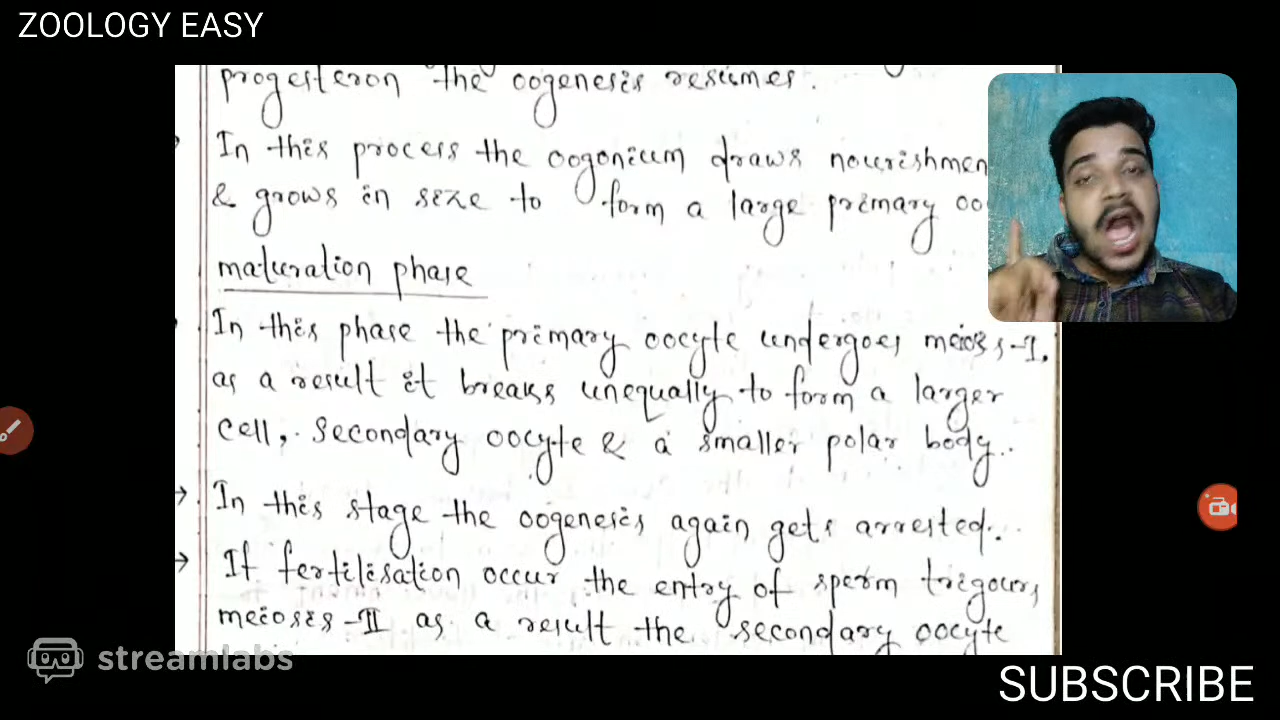 ZOOLOGY EASY
progesteron the oogenesis resumes.
In this process the oogonium draws nourishmen
& grows in size to form a large primary oo
maturation phase
In this phase the primary oocyte undergoes meiosis-I.
as a result it breaks unequally to form a larger
cell, secondary oocyte & a smaller polar body..
→ In this stage the oogenesis again gets arrested...
→ If fertilisation occur the entry of sperm trigours
meiosis-II as a result the secondary oocyte
streamlabs
SUBSCRIBE